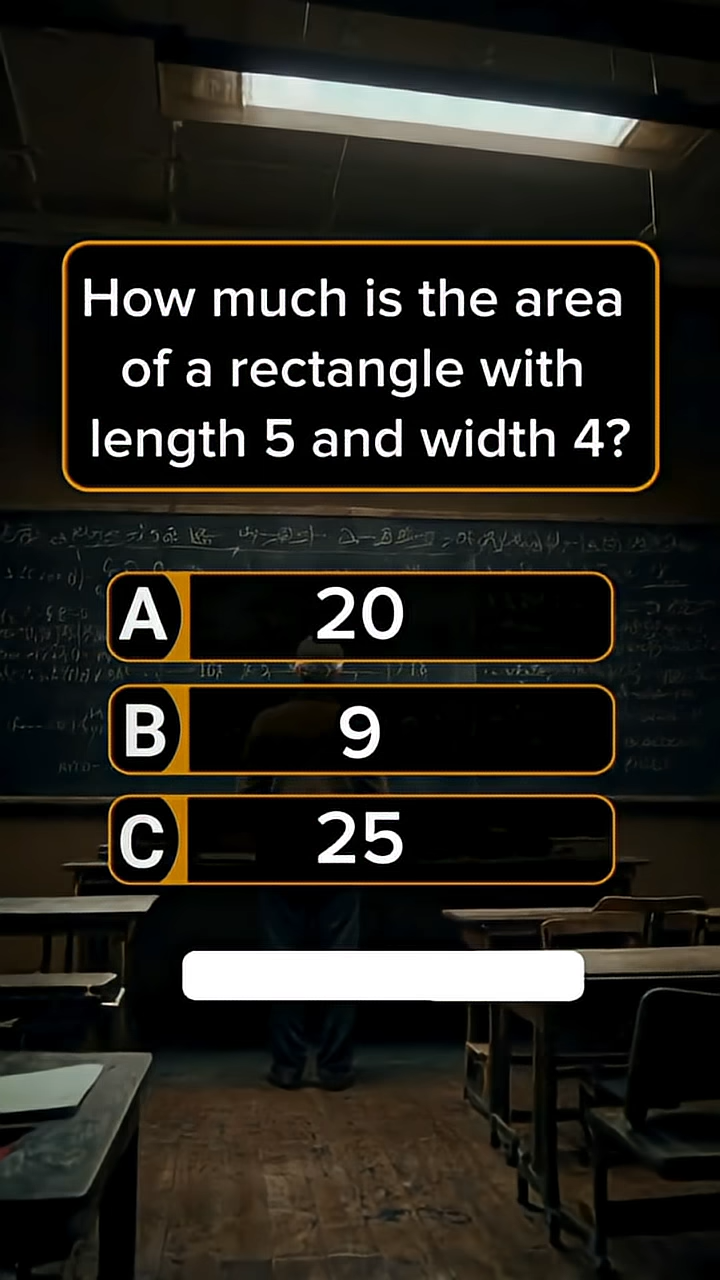 How much is the area
of a rectangle with
length 5 and width 4?
A 20
B 9
C 25